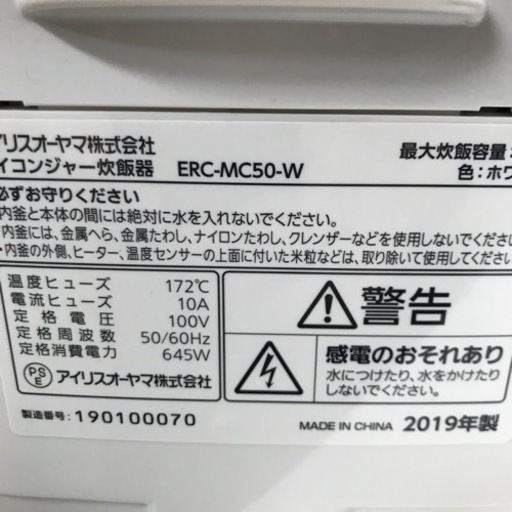 イリスオーヤマ株式会社
イコンジャー炊飯器 ERC-MC50-W
最大炊飯容量
色:ホワ
必ずお守りください
内釜と本体の間には絶対に水を入れないでください。
内釜には、金属へら、金属たわし、ナイロンたわし、クレンザーなどを使用しないでくだ
内釜の外側、ヒーター、温度センサーの上面に付いた米粒などは、取り除いて使用してくださ
温度ヒューズ 172℃
電流ヒューズ 10A
定格電圧 100V
定格周波数 50/60Hz
定格消費電力 645W
PSE アイリスオーヤマ株式会社
製造番号:190100070
警告
感電のおそれあり
水につけたり、水をかけたり
しないでください。
MADE IN CHINA 2019年製